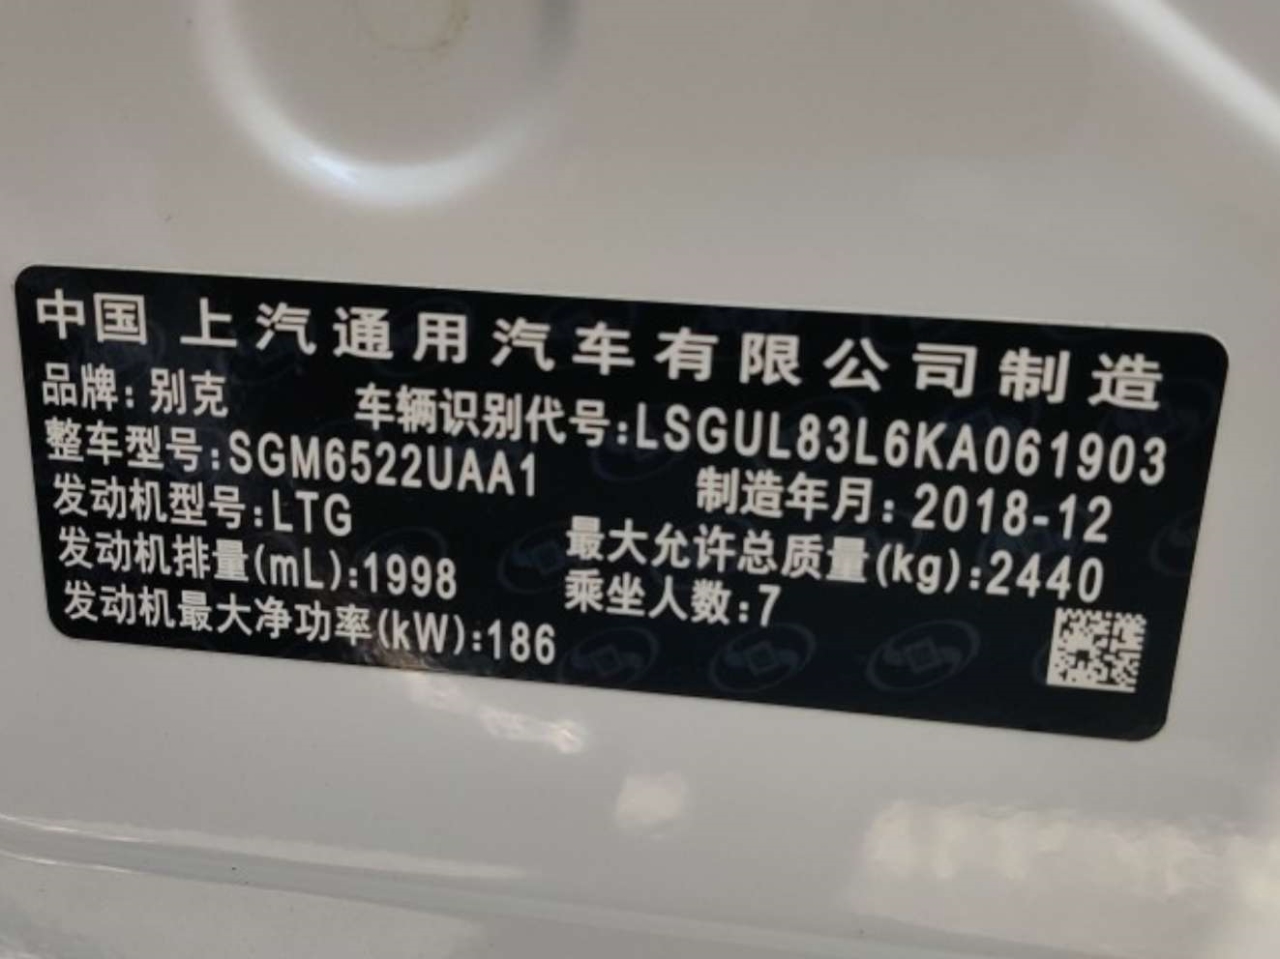 中国 上汽通用汽车有限公司制造
品牌:别克 车辆识别代号:LSGUL83L6KA061903
整车型号:SGM6522UAA1 制造年月:2018-12
发动机型号:LTG 最大允许总质量(kg):2440
发动机排量(mL):1998 乘坐人数:7
发动机最大净功率(kW):186